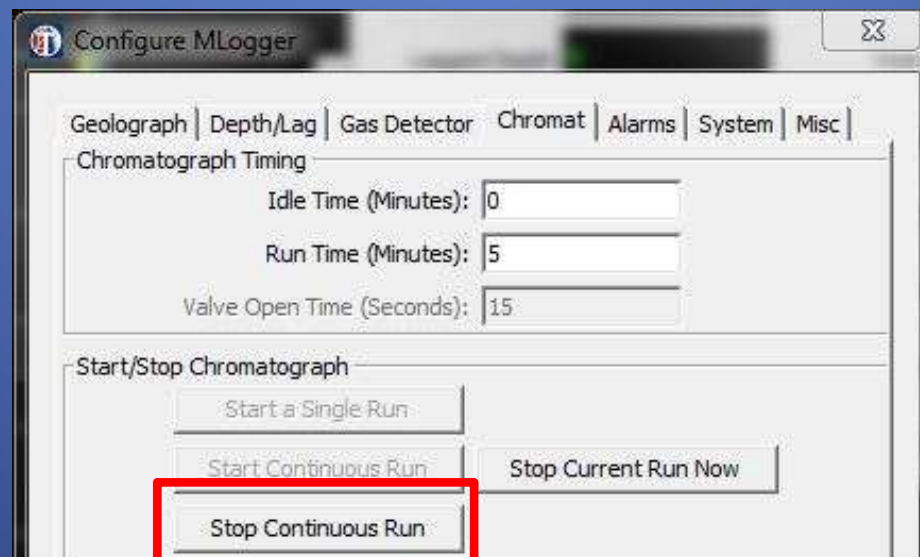 Configure MLogger
Geolograph Depth/Lag Gas Detector Chromat Alarms System Misc
Chromatograph Timing
Idle Time (Minutes): 0
Run Time (Minutes): 5
Valve Open Time (Seconds): 15
Start/Stop Chromatograph
Start a Single Run
Start Continuous Run Stop Current Run Now
Stop Continuous Run